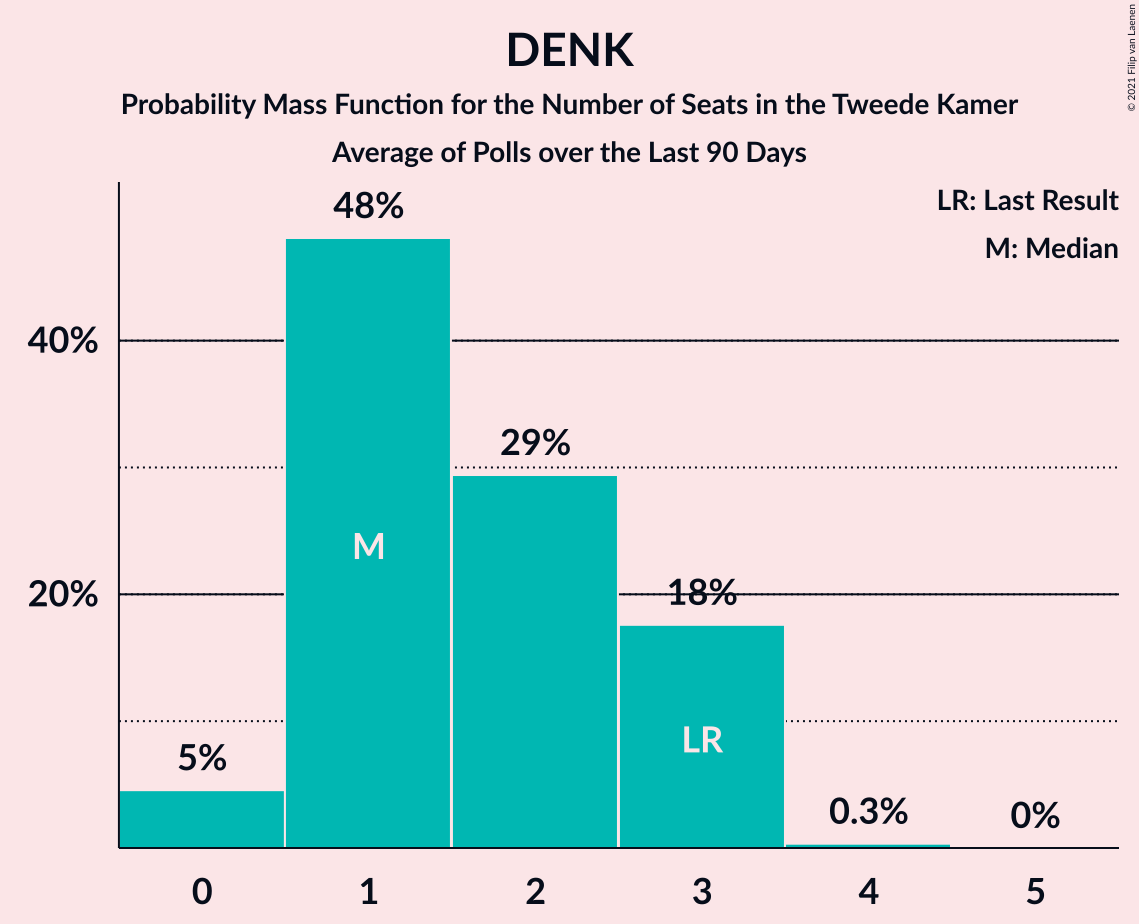 DENK
Probability Mass Function for the Number of Seats in the Tweede Kamer
Average of Polls over the Last 90 Days
© 2021 Filip van Laenen
LR: Last Result
M: Median
48%
40%
29%
M
20%
18%
LR
5%
0.3%
0%
0 1 2 3 4 5